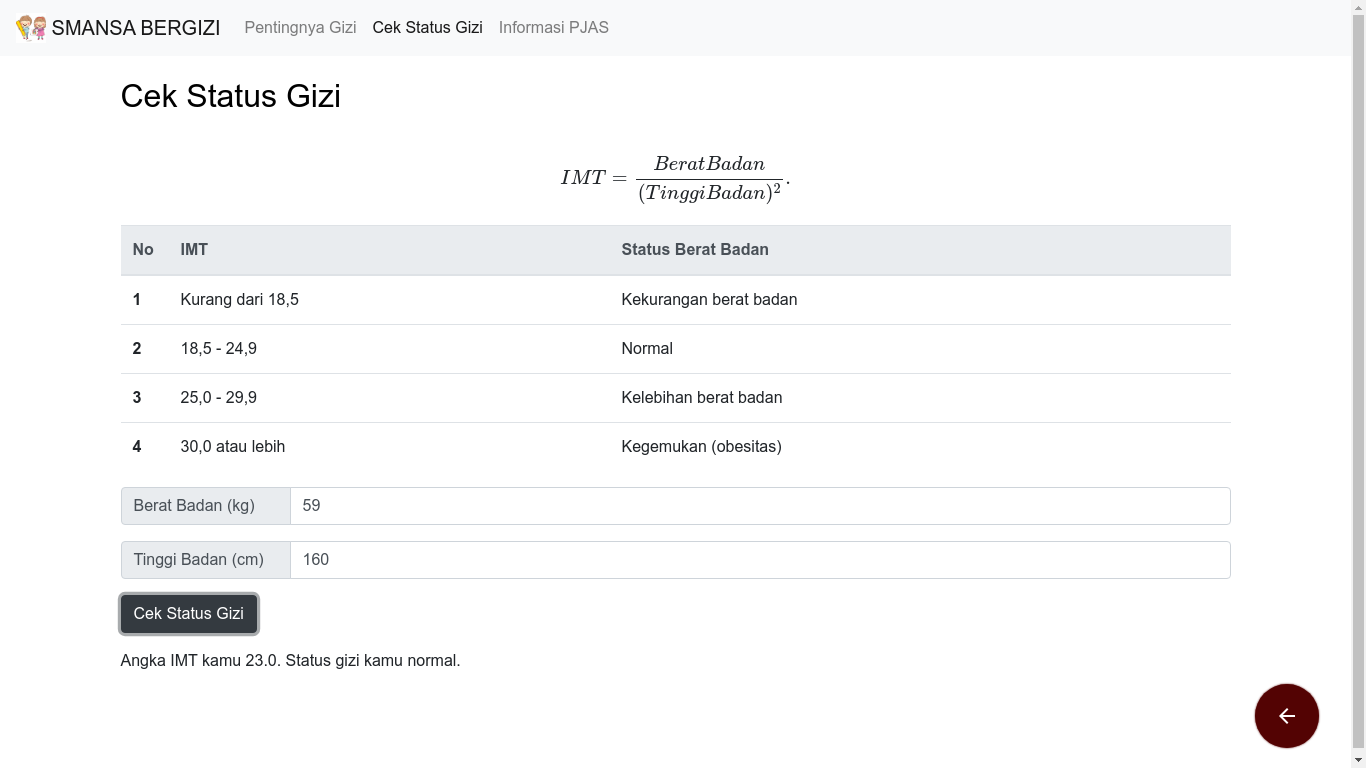 SMANSA BERGIZI Pentingnya Gizi Cek Status Gizi Informasi PJAS
Cek Status Gizi
IMT = BeratBadan / (TinggiBadan)².
No IMT Status Berat Badan
1 Kurang dari 18,5 Kekurangan berat badan
2 18,5 - 24,9 Normal
3 25,0 - 29,9 Kelebihan berat badan
4 30,0 atau lebih Kegemukan (obesitas)
Berat Badan (kg) 59
Tinggi Badan (cm) 160
Cek Status Gizi
Angka IMT kamu 23.0. Status gizi kamu normal.